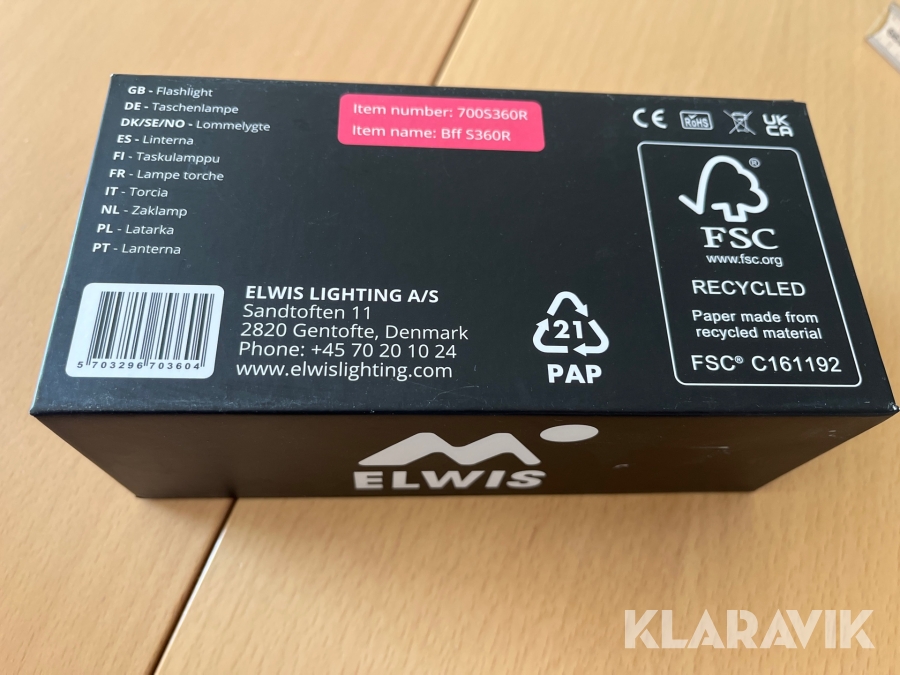 GB - Flashlight
DE - Taschenlampe
DK/SE/NO - Lommelygte
ES - Linterna
FI - Taskulamppu
FR - Lampe torche
IT - Torcia
NL - Zaklamp
PL - Latarka
PT - Lanterna
Item number: 700S360R
Item name: Bff S360R
CE
RoHS
UK
CA
FSC
®
www.fsc.org
RECYCLED
Paper made from
recycled material
FSC® C161192
5 703296 703604
ELWIS LIGHTING A/S
Sandtoften 11
2820 Gentofte, Denmark
Phone: +45 70 20 10 24
www.elwislighting.com
21
PAP
ELWIS
KLARAVIK